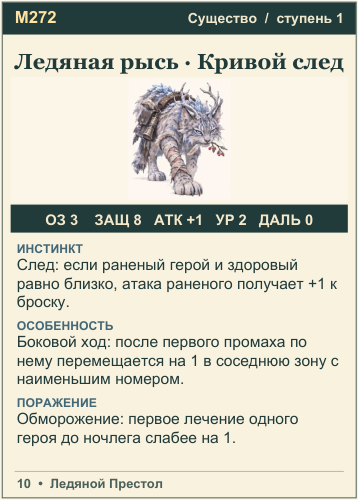 M272 Существо / ступень 1
Ледяная рысь · Кривой след
ОЗ 3 ЗАЩ 8 АТК +1 УР 2 ДАЛЬ 0
ИНСТИНКТ
След: если раненый герой и здоровый
равно близко, атака раненого получает +1 к
броску.
ОСОБЕННОСТЬ
Боковой ход: после первого промаха по
нему перемещается на 1 в соседнюю зону с
наименьшим номером.
ПОРАЖЕНИЕ
Обморожение: первое лечение одного
героя до ночлега слабее на 1.
10 • Ледяной Престол